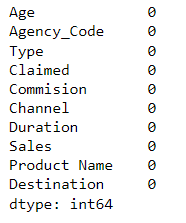 Age 0
Agency_Code 0
Type 0
Claimed 0
Commision 0
Channel 0
Duration 0
Sales 0
Product Name 0
Destination 0
dtype: int64